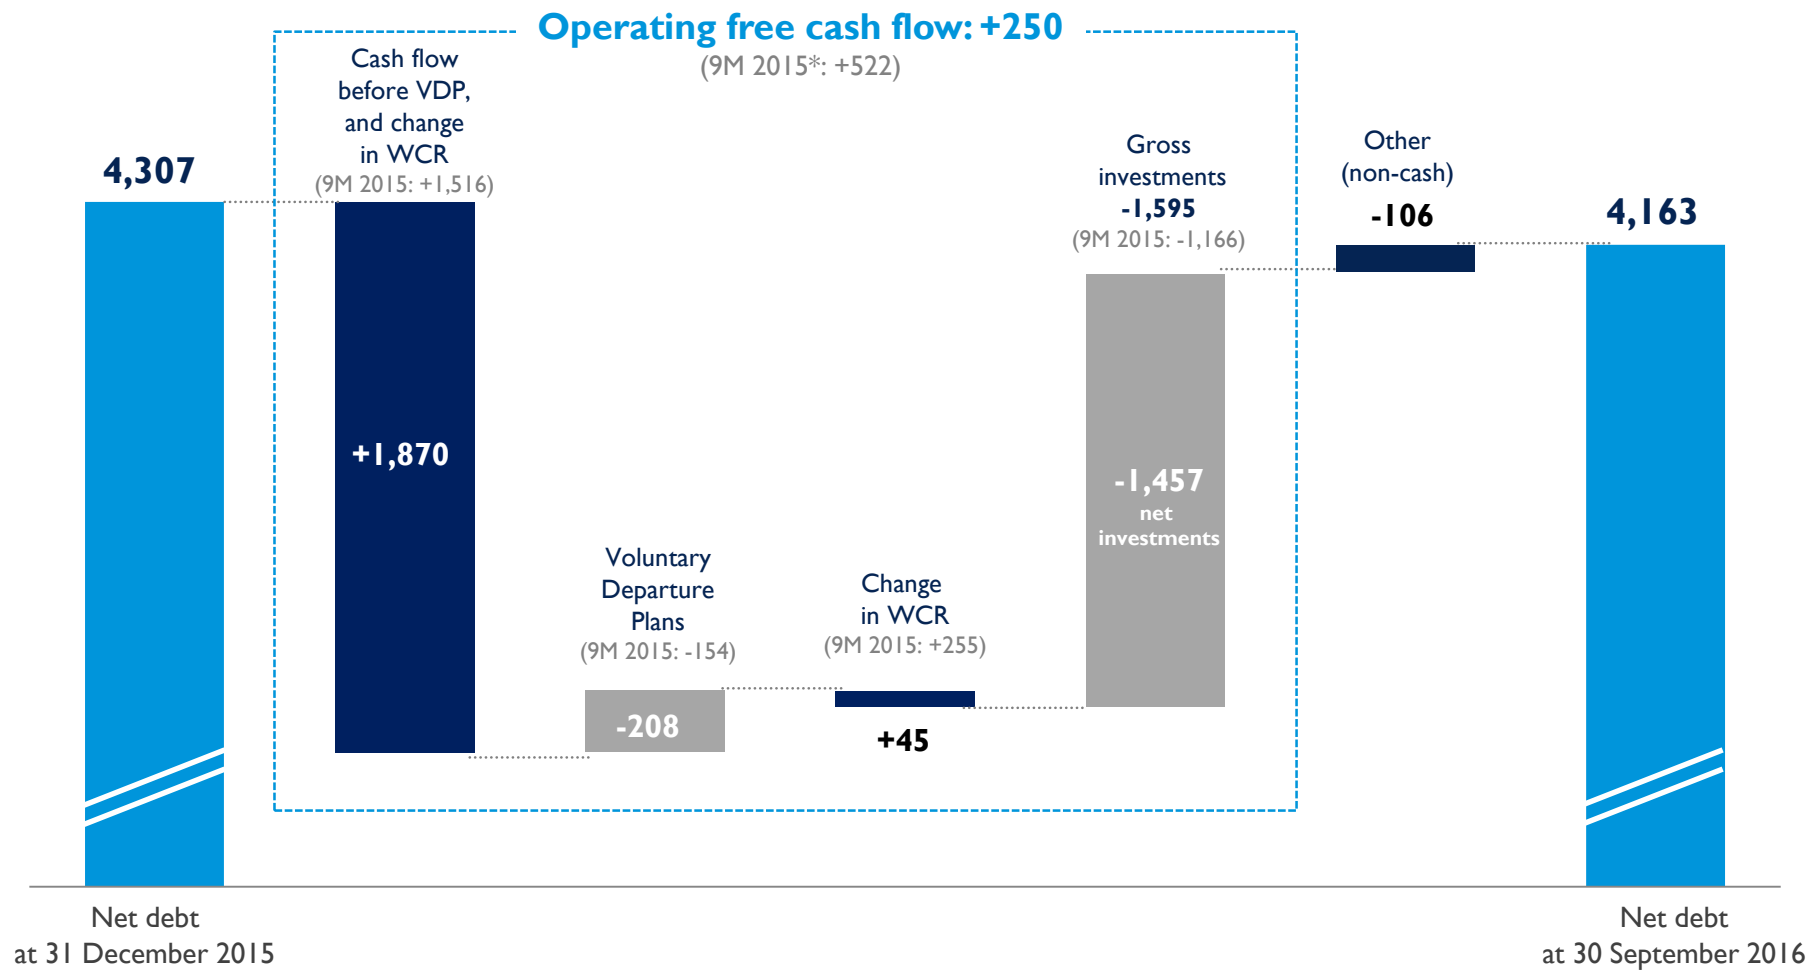 Operating free cash flow: +250
(9M 2015*: +522)
4,307
Cash flow
before VDP,
and change
in WCR
(9M 2015: +1,516)
+1,870
Voluntary
Departure
Plans
(9M 2015: -154)
-208
Change
in WCR
(9M 2015: +255)
+45
Gross
investments
-1,595
(9M 2015: -1,166)
-1,457
net
investments
Other
(non-cash)
-106
4,163
Net debt
at 31 December 2015
Net debt
at 30 September 2016